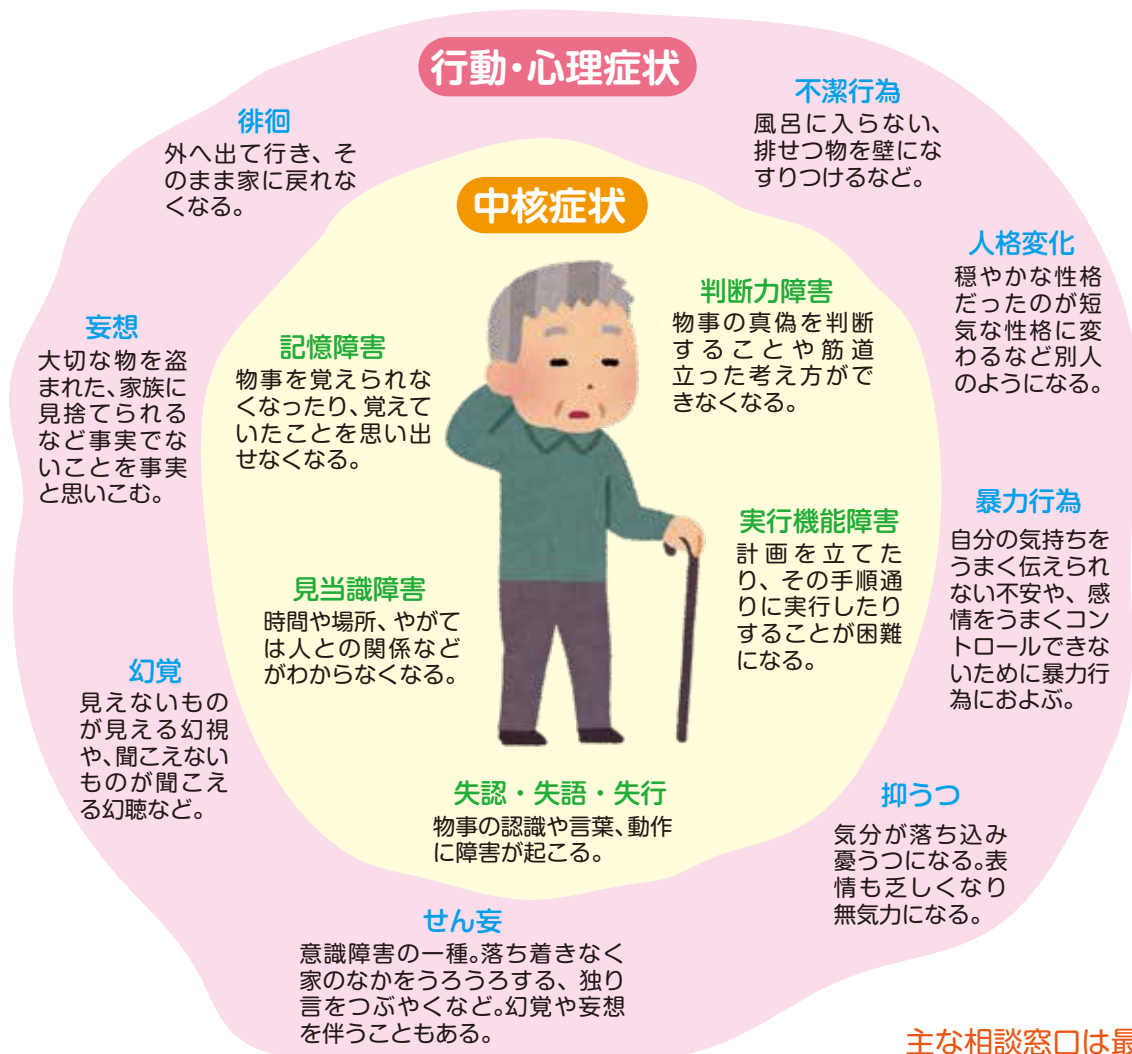 行動・心理症状
徘徊
外へ出て行き、そ
のまま家に戻れな
くなる。
不潔行為
風呂に入らない、
排せつ物を壁にな
すりつけるなど。
中核症状
人格変化
穏やかな性格
だったのが短
気な性格に変
わるなど別人
のようになる。
妄想
大切な物を盗
まれた、家族に
見捨てられる
など事実でな
いことを事実
と思いこむ。
記憶障害
物事を覚えられな
くなったり、覚えて
いたことを思い出
せなくなる。
判断力障害
物事の真偽を判断
することや筋道
立った考え方がで
きなくなる。
暴力行為
自分の気持ちを
うまく伝えられ
ない不安や、感
情をうまくコン
トロールできな
いために暴力行
為におよぶ。
実行機能障害
計画を立てた
り、その手順通
りに実行したり
することが困難
になる。
見当識障害
時間や場所、やがて
は人との関係など
がわからなくなる。
幻覚
見えないもの
が見える幻視
や、聞こえない
ものが聞こえ
る幻聴など。
失認・失語・失行
物事の認識や言葉、動作
に障害が起こる。
抑うつ
気分が落ち込み
憂うつになる。表
情も乏しくなり
無気力になる。
せん妄
意識障害の一種。落ち着きなく
家のなかをうろうろする、独り
言をつぶやくなど。幻覚や妄想
を伴うこともある。
主な相談窓口は最